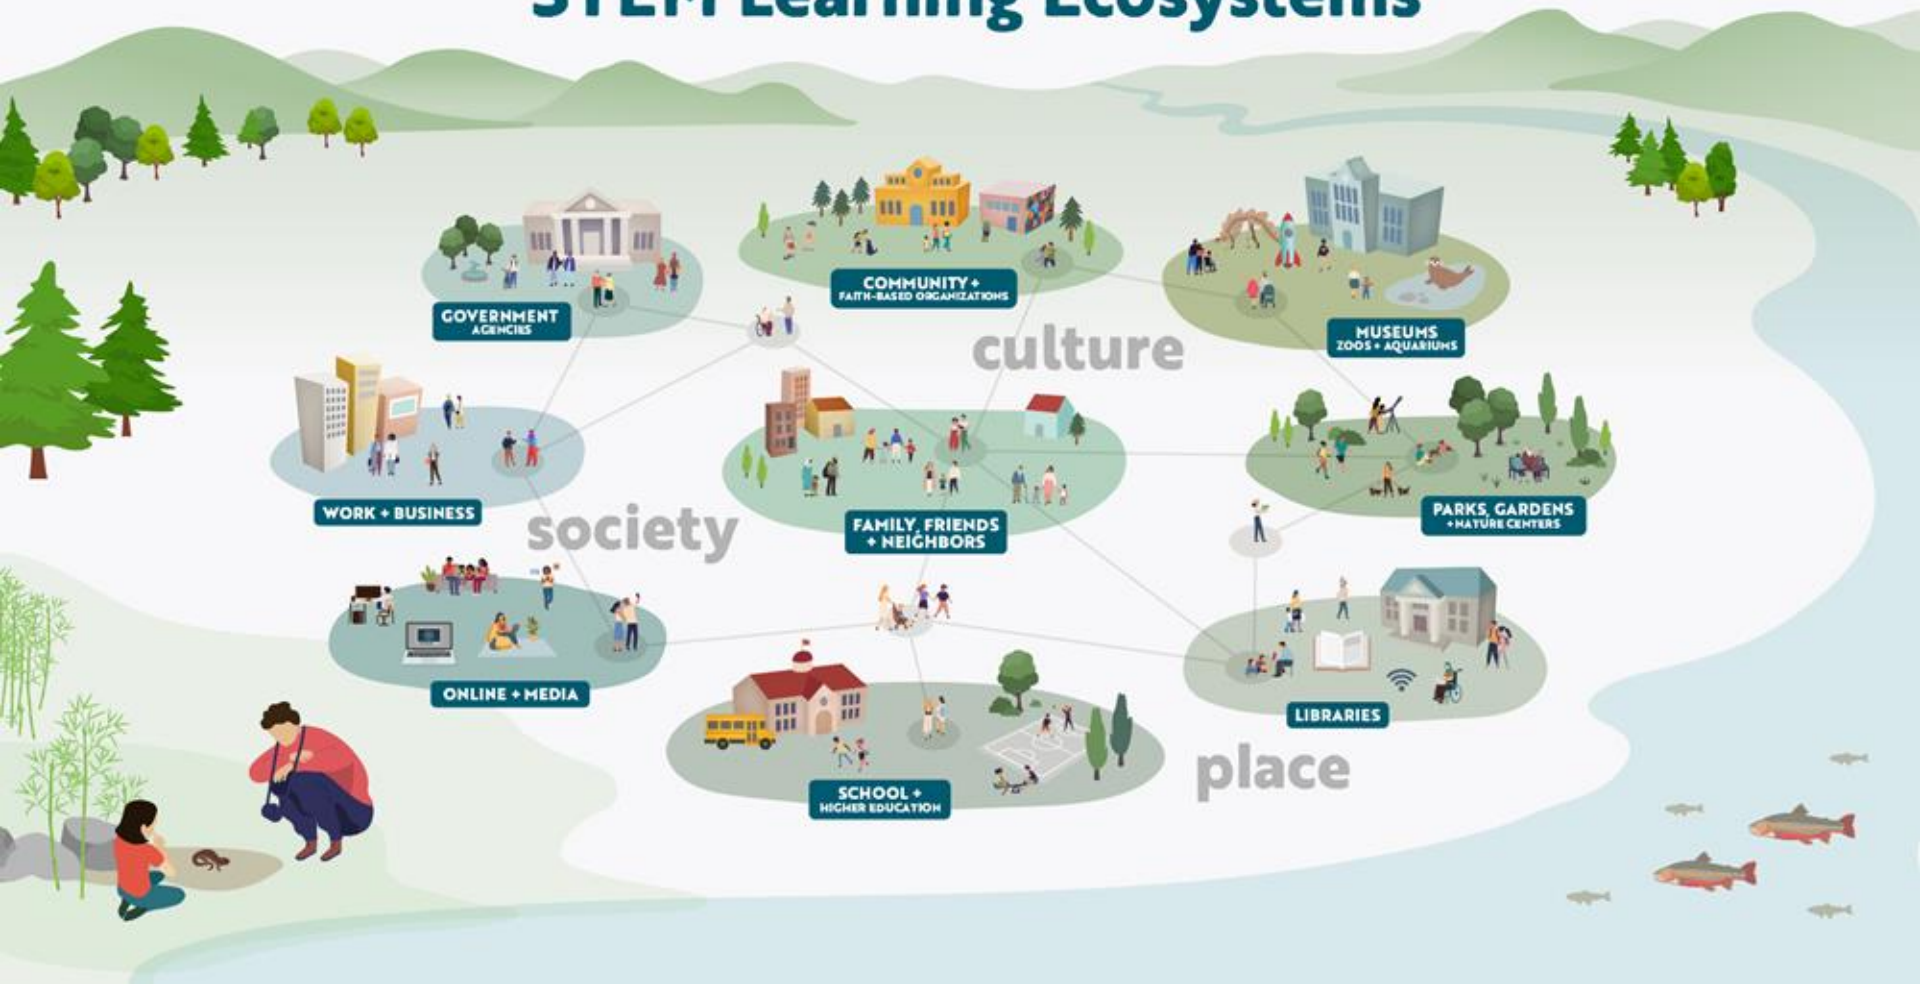 STEM Learning Ecosystems
COMMUNITY +
FAITH-BASED ORGANIZATIONS
GOVERNMENT
AGENCIES
MUSEUMS
ZOOS + AQUARIUMS
culture
WORK + BUSINESS
society
FAMILY, FRIENDS
+ NEIGHBORS
PARKS, GARDENS
+ NATURE CENTERS
ONLINE + MEDIA
LIBRARIES
place
SCHOOL +
HIGHER EDUCATION